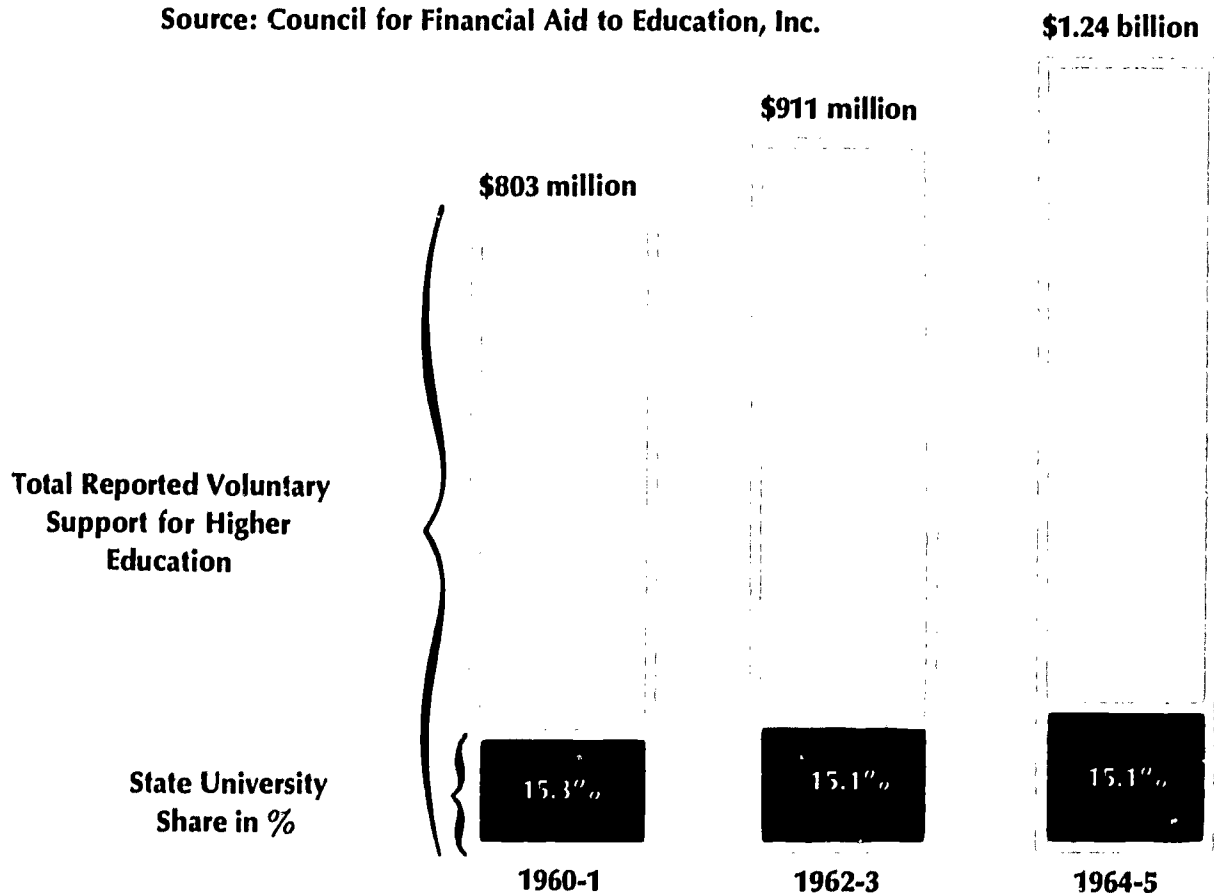 Source: Council for Financial Aid to Education, Inc.
$1.24 billion
$911 million
$803 million
Total Reported Voluntary
Support for Higher
Education
State University
Share in %
15.3%
15.1%
15.1%
1960-1
1962-3
1964-5